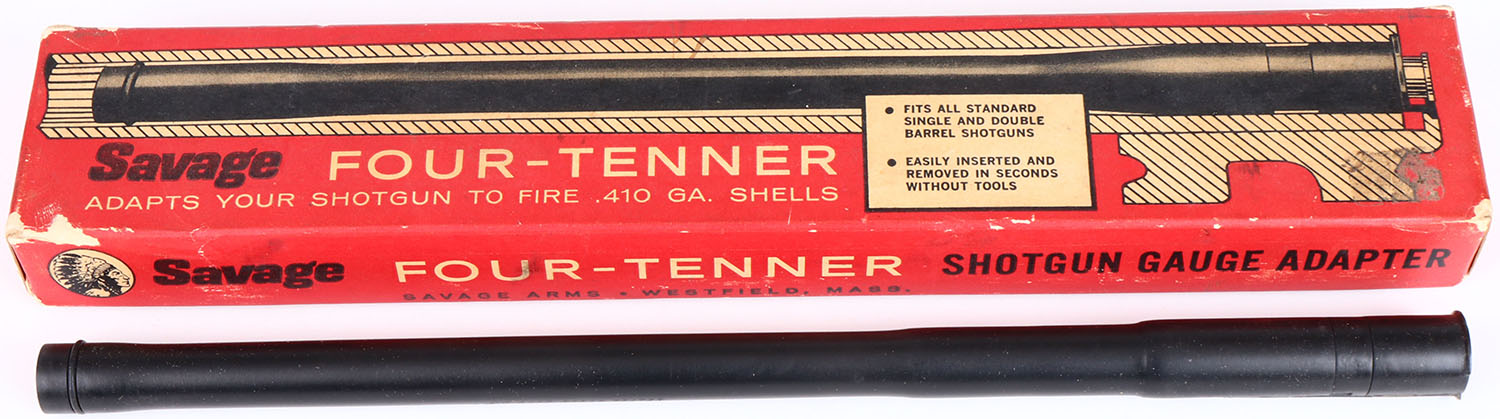 Savage FOUR-TENNER
ADAPTS YOUR SHOTGUN TO FIRE .410 GA. SHELLS
• FITS ALL STANDARD
SINGLE AND DOUBLE
BARREL SHOTGUNS
• EASILY INSERTED AND
REMOVED IN SECONDS
WITHOUT TOOLS
Savage FOUR-TENNER SHOTGUN GAUGE ADAPTER
SAVAGE ARMS • WESTFIELD, MASS.